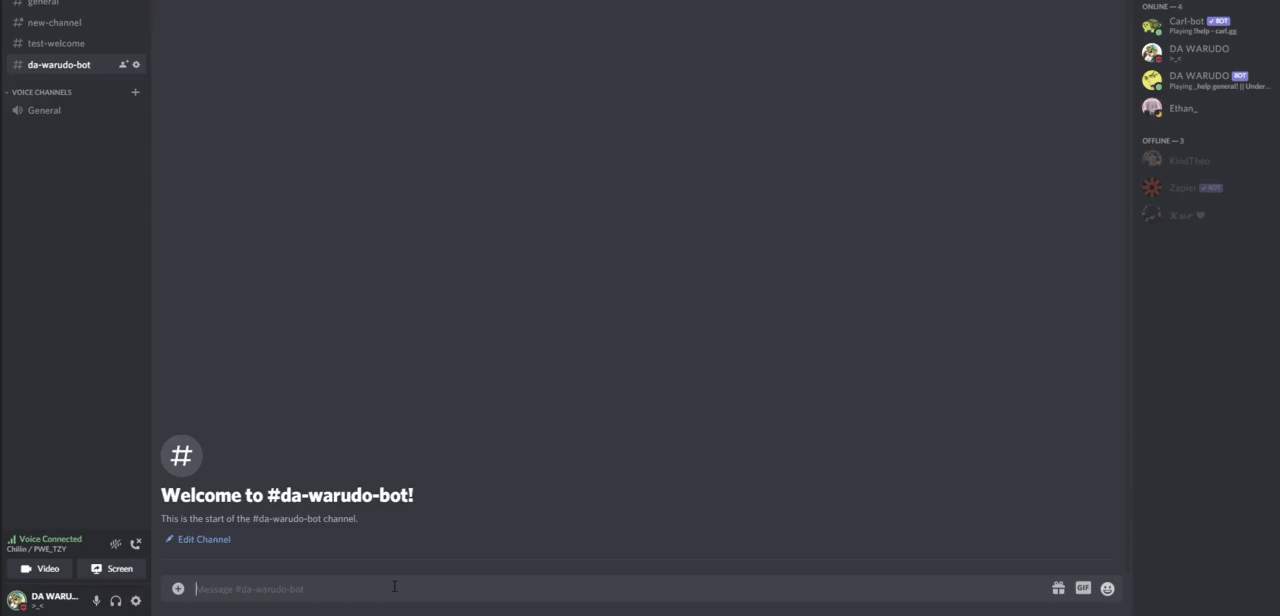 general
new-channel
test-welcome
da-warudo-bot
VOICE CHANNELS
General
Voice Connected
Chillin / PWE_TZY
Video
Screen
DA WARU...
>_<
Welcome to #da-warudo-bot!
This is the start of the #da-warudo-bot channel.
Edit Channel
Message #da-warudo-bot
GIF
ONLINE — 4
Carl-bot ✓ BOT
Playing !help - carl.gg
DA WARUDO
>_<
DA WARUDO BOT
Playing _help general! || Under...
Ethan_
OFFLINE — 3
KindTheo
Zapier ✓ BOT